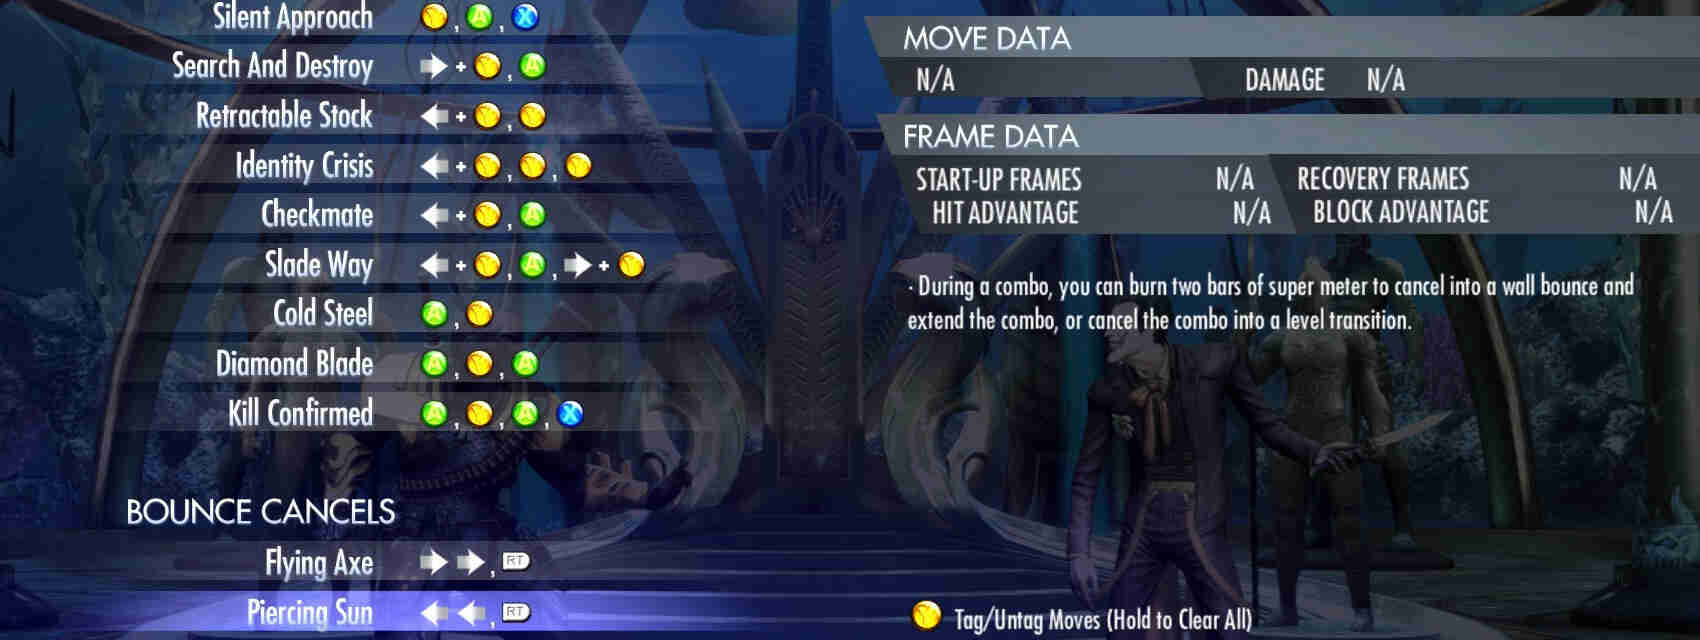 Silent Approach Y, A, X
Search And Destroy + Y, A
Retractable Stock + Y, Y
Identity Crisis + Y, Y, Y
Checkmate + Y, A
Slade Way + Y, A, + Y
Cold Steel A, Y
Diamond Blade A, Y, A
Kill Confirmed A, Y, A, X
BOUNCE CANCELS
Flying Axe , RT
Piercing Sun , RT
MOVE DATA
N/A DAMAGE N/A
FRAME DATA
START-UP FRAMES N/A RECOVERY FRAMES N/A
HIT ADVANTAGE N/A BLOCK ADVANTAGE N/A
· During a combo, you can burn two bars of super meter to cancel into a wall bounce and
extend the combo, or cancel the combo into a level transition.
Y Tag/Untag Moves (Hold to Clear All)